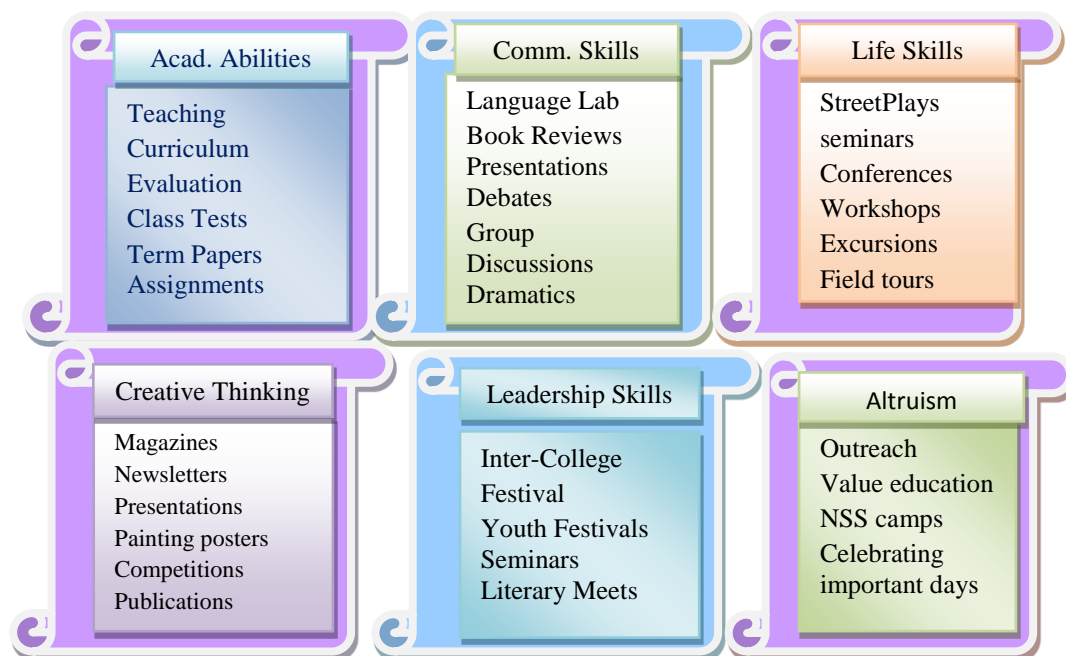 Acad. Abilities
Teaching
Curriculum
Evaluation
Class Tests
Term Papers
Assignments
Comm. Skills
Language Lab
Book Reviews
Presentations
Debates
Group
Discussions
Dramatics
Life Skills
StreetPlays
seminars
Conferences
Workshops
Excursions
Field tours
Creative Thinking
Magazines
Newsletters
Presentations
Painting posters
Competitions
Publications
Leadership Skills
Inter-College
Festival
Youth Festivals
Seminars
Literary Meets
Altruism
Outreach
Value education
NSS camps
Celebrating
important days